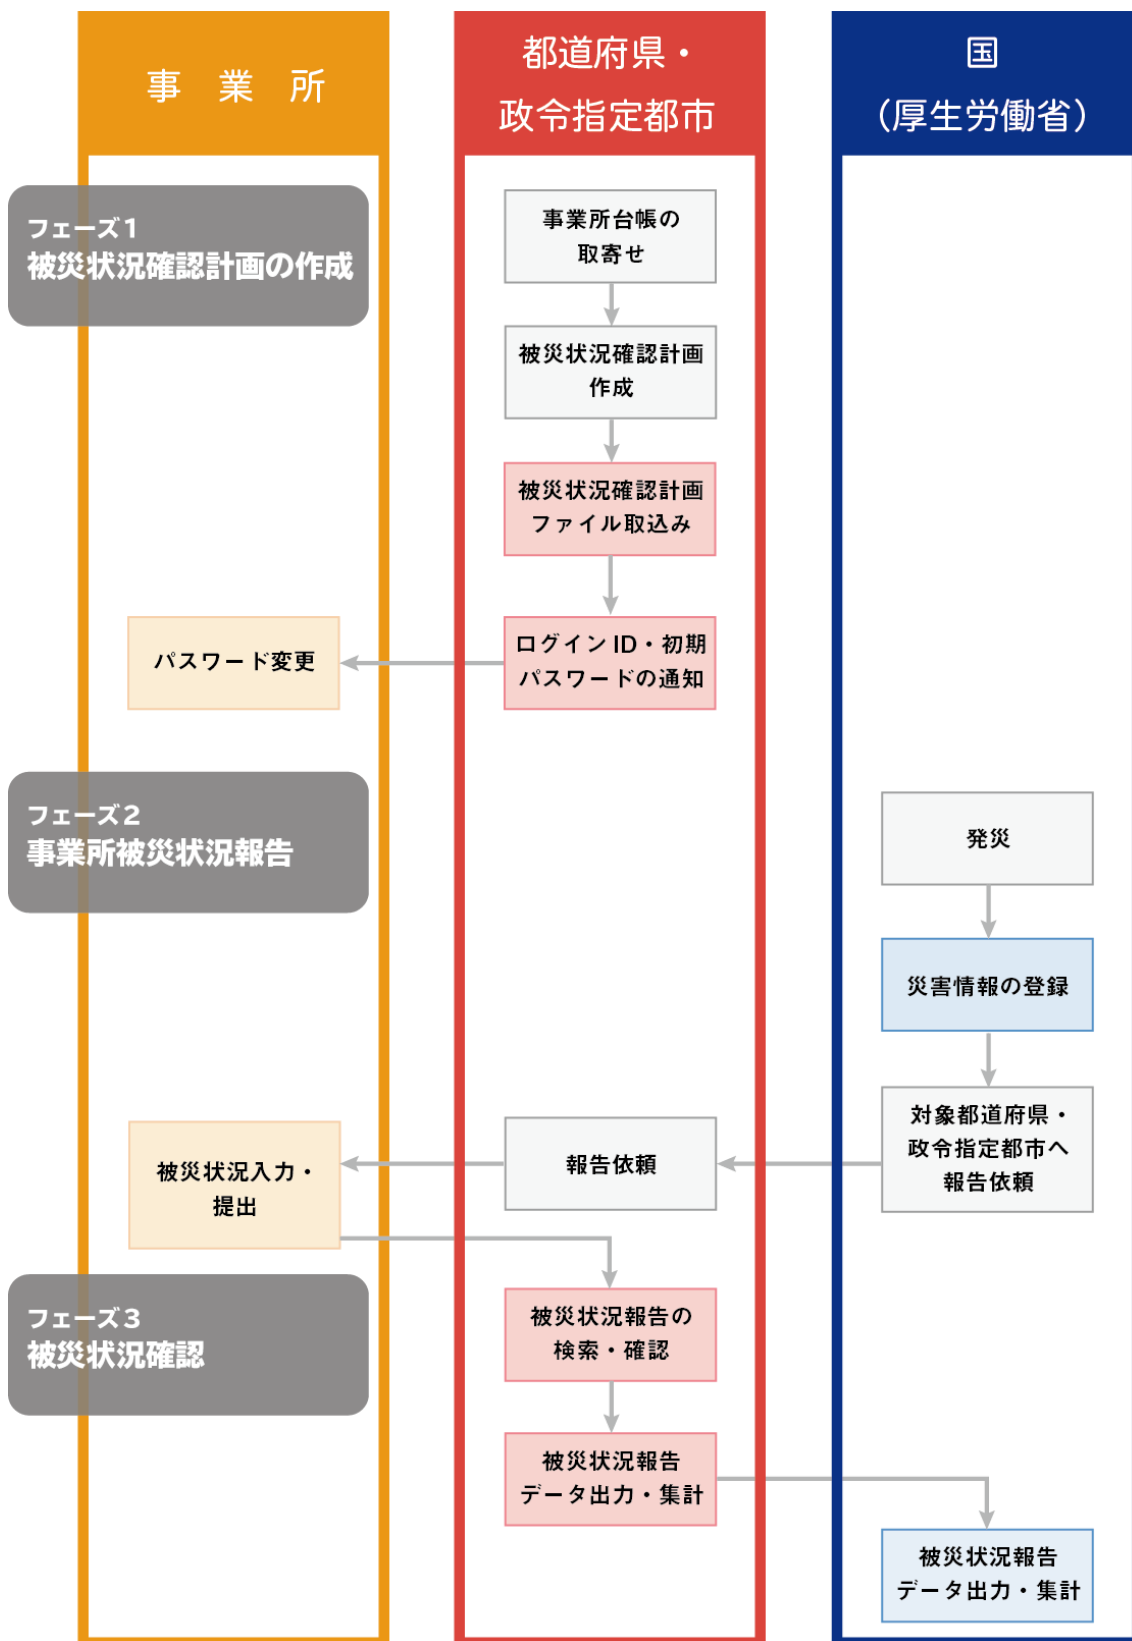 事 業 所
都道府県・
政令指定都市
国
（厚生労働省）
フェーズ1
被災状況確認計画の作成
事業所台帳の
取寄せ
被災状況確認計画
作成
被災状況確認計画
ファイル取込み
ログイン ID・初期
パスワードの通知
パスワード変更
フェーズ2
事業所被災状況報告
発災
災害情報の登録
対象都道府県・
政令指定都市へ
報告依頼
報告依頼
被災状況入力・
提出
フェーズ3
被災状況確認
被災状況報告の
検索・確認
被災状況報告
データ出力・集計
被災状況報告
データ出力・集計